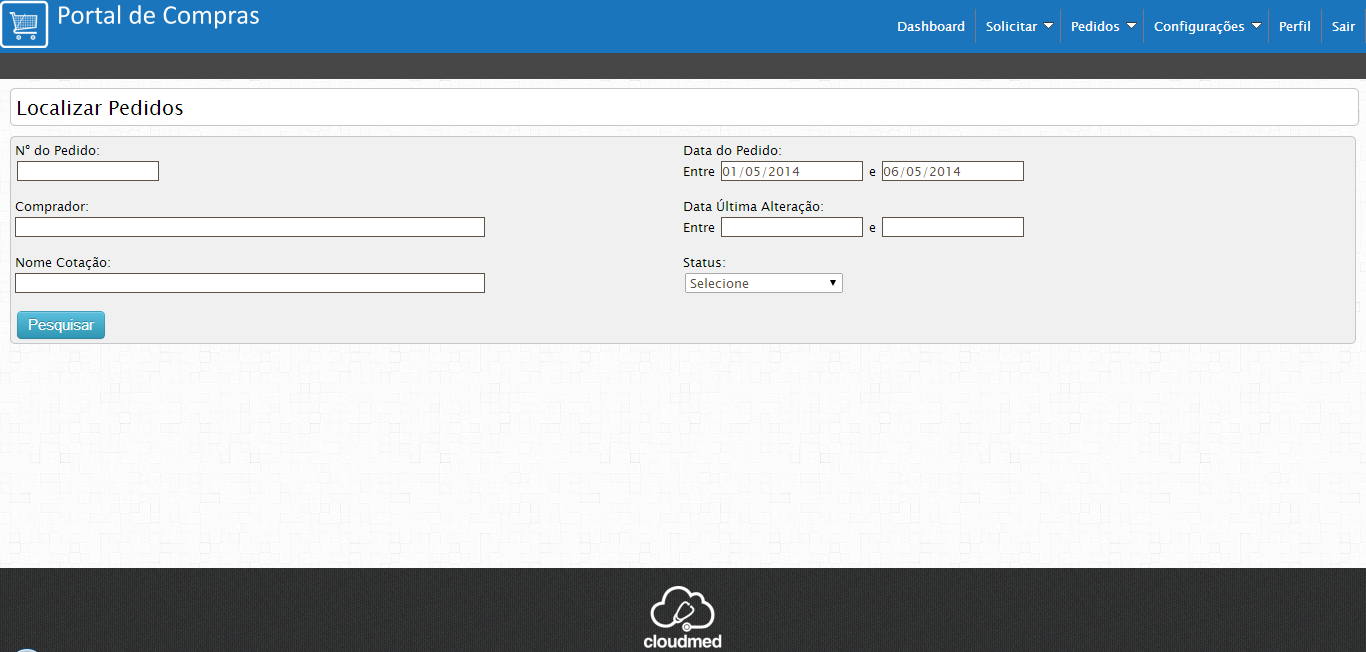 Portal de Compras
Dashboard Solicitar Pedidos Configurações Perfil Sair
Localizar Pedidos
N° do Pedido:
Data do Pedido:
Entre 01/05/2014 e 06/05/2014
Comprador:
Data Última Alteração:
Entre e
Nome Cotação:
Status:
Selecione
Pesquisar
cloudmed